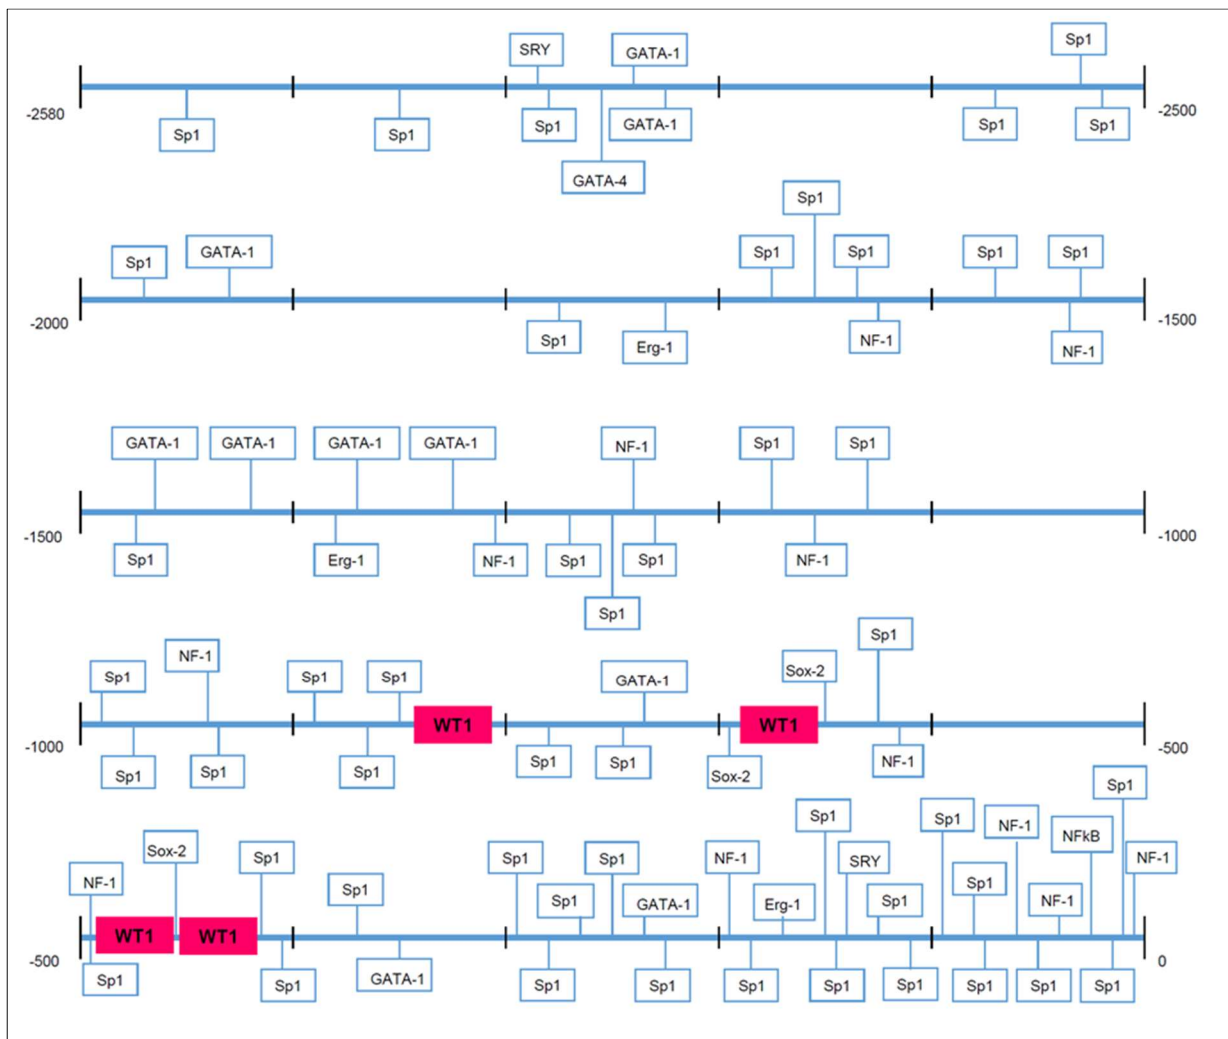 SRY
GATA-1
Sp1
-2580
Sp1
Sp1
Sp1
GATA-1
Sp1
Sp1
-2500
GATA-4
Sp1
Sp1
GATA-1
Sp1
Sp1
Sp1
Sp1
-2000
Sp1
Erg-1
NF-1
NF-1
-1500
GATA-1
GATA-1
GATA-1
GATA-1
NF-1
Sp1
Sp1
-1500
Sp1
Erg-1
NF-1
Sp1
Sp1
NF-1
-1000
Sp1
Sp1
NF-1
Sp1
Sp1
Sp1
GATA-1
Sox-2
WT1
WT1
-1000
Sp1
Sp1
Sp1
Sp1
Sp1
Sox-2
NF-1
-500
Sp1
NF-1
Sox-2
Sp1
Sp1
Sp1
Sp1
Sp1
GATA-1
NF-1
Erg-1
Sp1
SRY
Sp1
Sp1
Sp1
NF-1
NF-1
NFkB
NF-1
WT1
WT1
-500
Sp1
Sp1
GATA-1
Sp1
Sp1
Sp1
Sp1
Sp1
Sp1
Sp1
Sp1
0